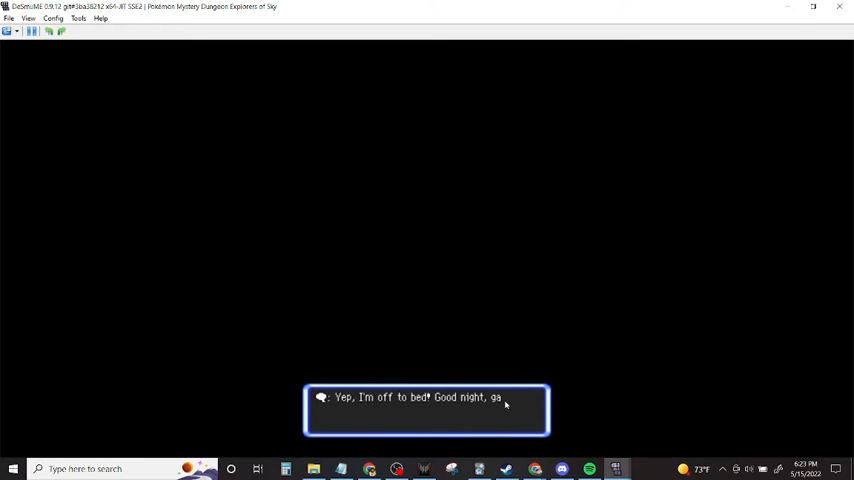 DeSmuME 0.9.12 git#3ba38212 x64-JIT SSE2 | Pokémon Mystery Dungeon Explorers of Sky
File View Config Tools Help
: Yep, I'm off to bed! Good night, ga
Type here to search
73°F
6:23 PM
5/15/2022